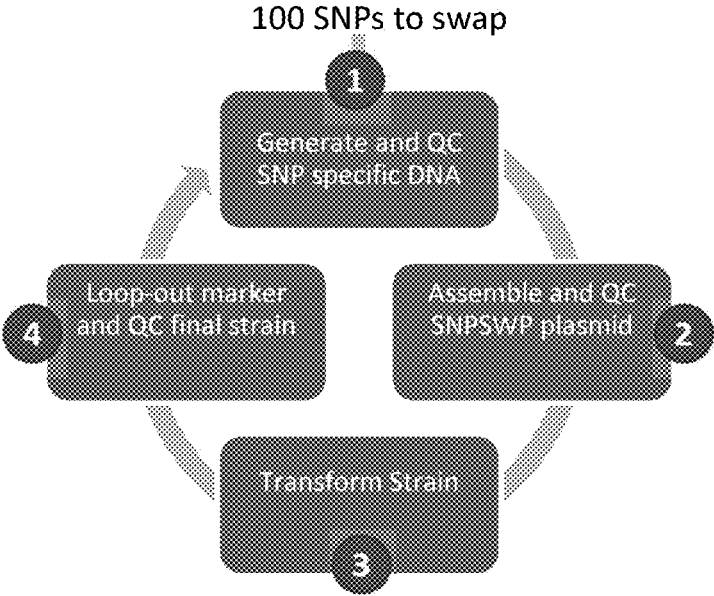 100 SNPs to swap
1
Generate and QC
SNP specific DNA
Assemble and QC
SNPSWP plasmid
2
Transform Strain
3
Loop-out marker
and QC final strain
4